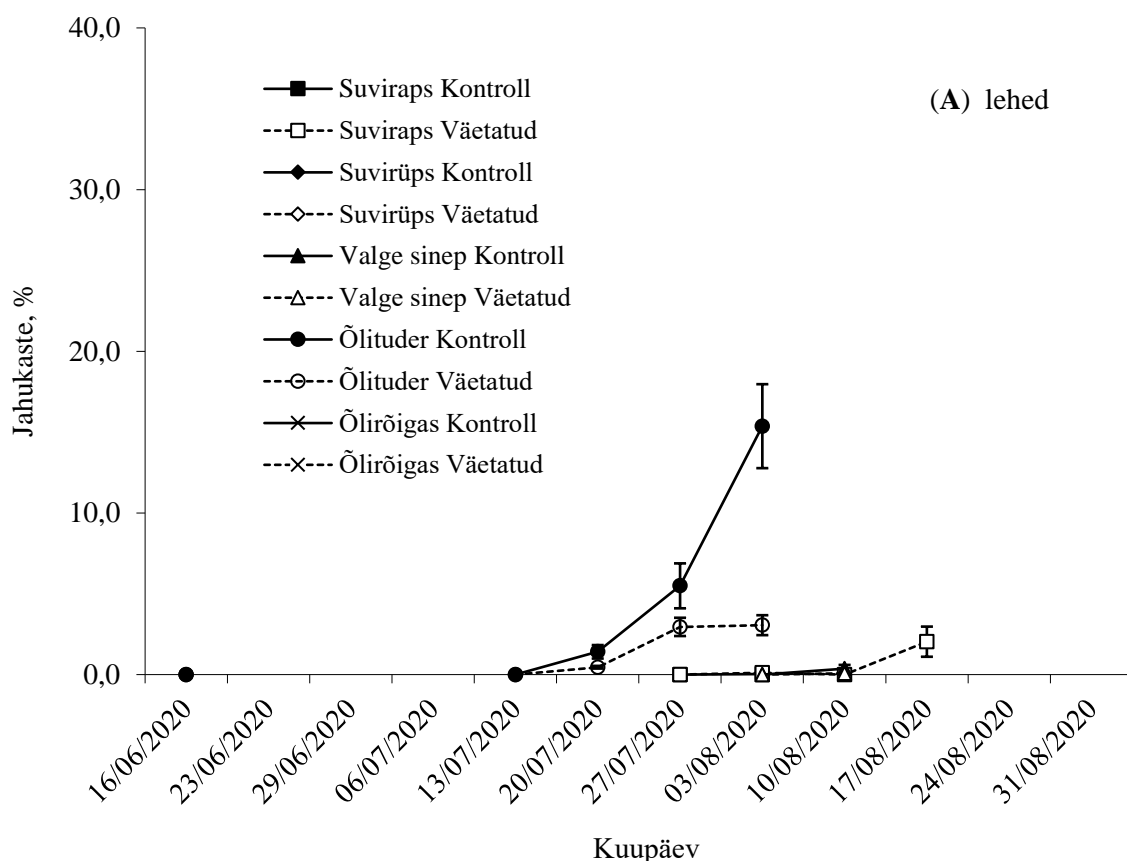 40,0
30,0
20,0
10,0
0,0
Jahukaste, %
Suviraps Kontroll
Suviraps Väetatud
Suvirüps Kontroll
Suvirüps Väetatud
Valge sinep Kontroll
Valge sinep Väetatud
Õlituder Kontroll
Õlituder Väetatud
Õlirõigas Kontroll
Õlirõigas Väetatud
(A) lehed
16/06/2020
23/06/2020
29/06/2020
06/07/2020
13/07/2020
20/07/2020
27/07/2020
03/08/2020
10/08/2020
17/08/2020
24/08/2020
31/08/2020
Kuupäev